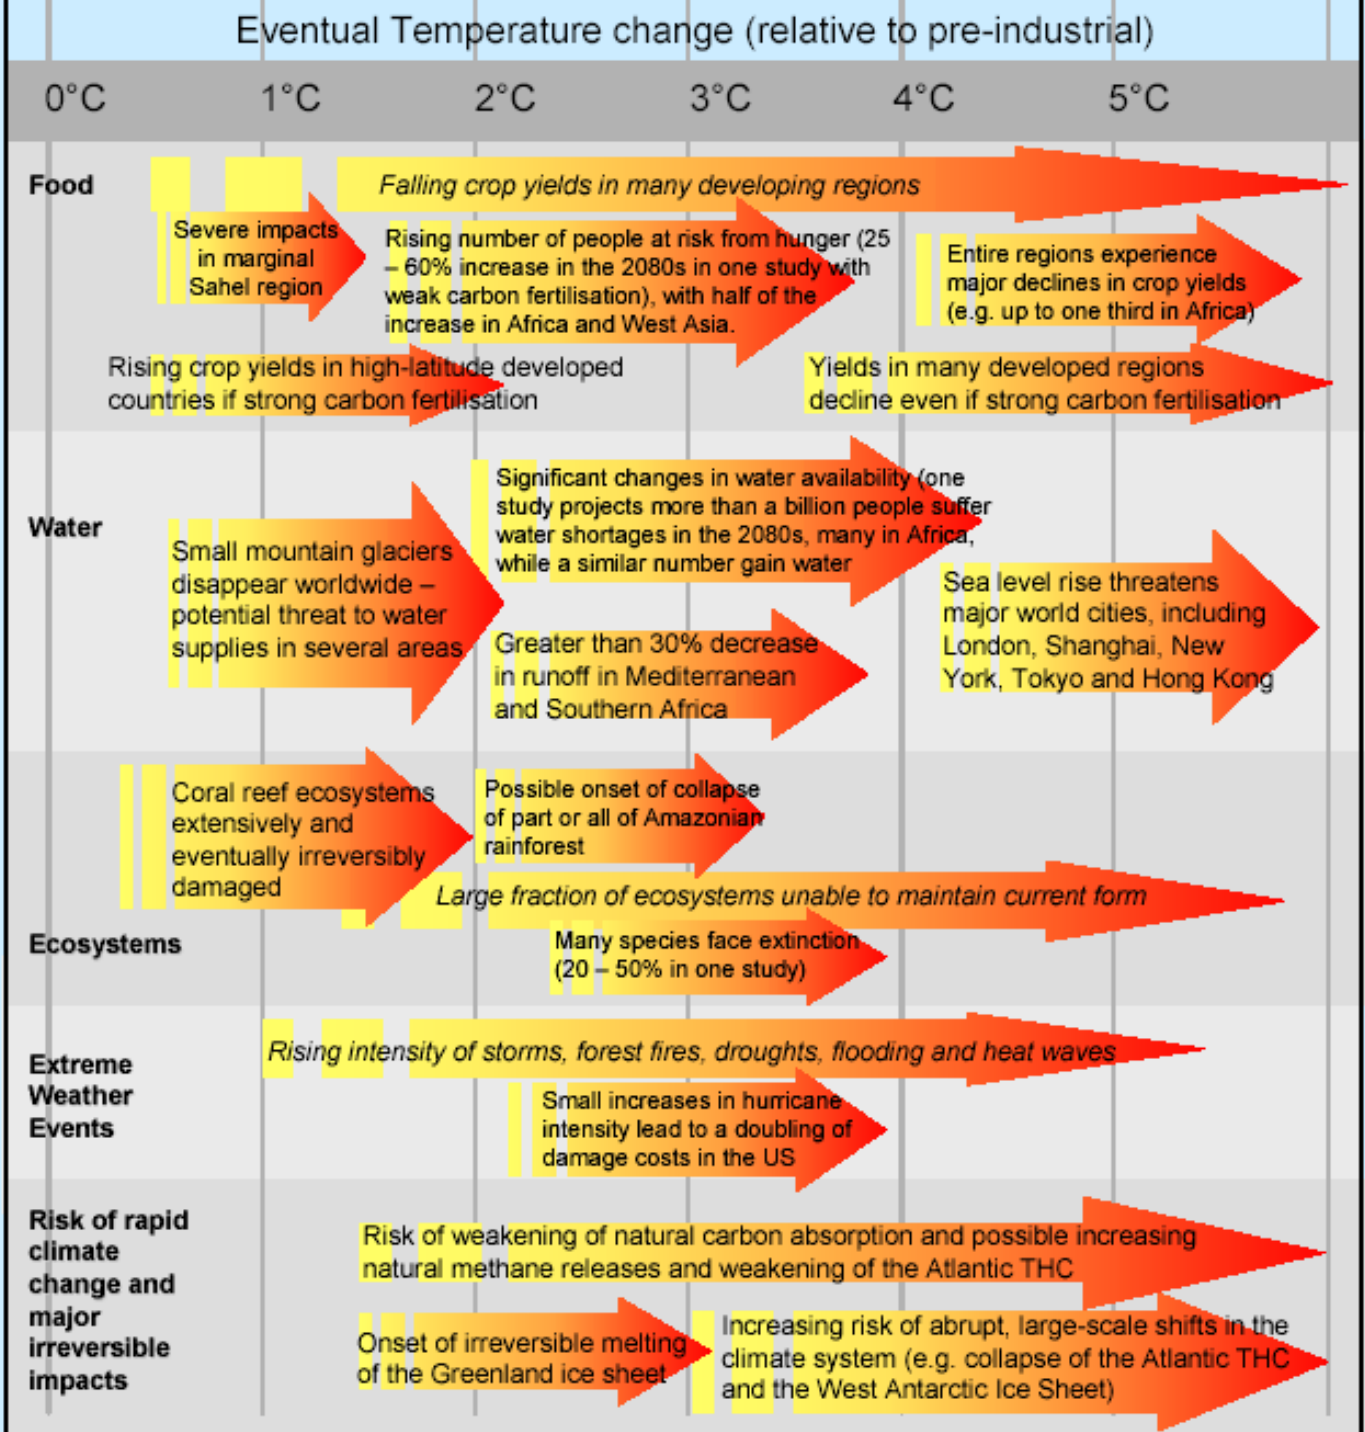 Eventual Temperature change (relative to pre-industrial)
0°C 1°C 2°C 3°C 4°C 5°C
Food
Falling crop yields in many developing regions
Severe impacts
in marginal
Sahel region
Rising number of people at risk from hunger (25
– 60% increase in the 2080s in one study with
weak carbon fertilisation), with half of the
increase in Africa and West Asia.
Entire regions experience
major declines in crop yields
(e.g. up to one third in Africa)
Rising crop yields in high-latitude developed
countries if strong carbon fertilisation
Yields in many developed regions
decline even if strong carbon fertilisation
Water
Small mountain glaciers
disappear worldwide –
potential threat to water
supplies in several areas
Significant changes in water availability (one
study projects more than a billion people suffer
water shortages in the 2080s, many in Africa,
while a similar number gain water
Greater than 30% decrease
in runoff in Mediterranean
and Southern Africa
Sea level rise threatens
major world cities, including
London, Shanghai, New
York, Tokyo and Hong Kong
Ecosystems
Coral reef ecosystems
extensively and
eventually irreversibly
damaged
Possible onset of collapse
of part or all of Amazonian
rainforest
Large fraction of ecosystems unable to maintain current form
Many species face extinction
(20 – 50% in one study)
Extreme
Weather
Events
Rising intensity of storms, forest fires, droughts, flooding and heat waves
Small increases in hurricane
intensity lead to a doubling of
damage costs in the US
Risk of rapid
climate
change and
major
irreversible
impacts
Risk of weakening of natural carbon absorption and possible increasing
natural methane releases and weakening of the Atlantic THC
Onset of irreversible melting
of the Greenland ice sheet
Increasing risk of abrupt, large-scale shifts in the
climate system (e.g. collapse of the Atlantic THC
and the West Antarctic Ice Sheet)